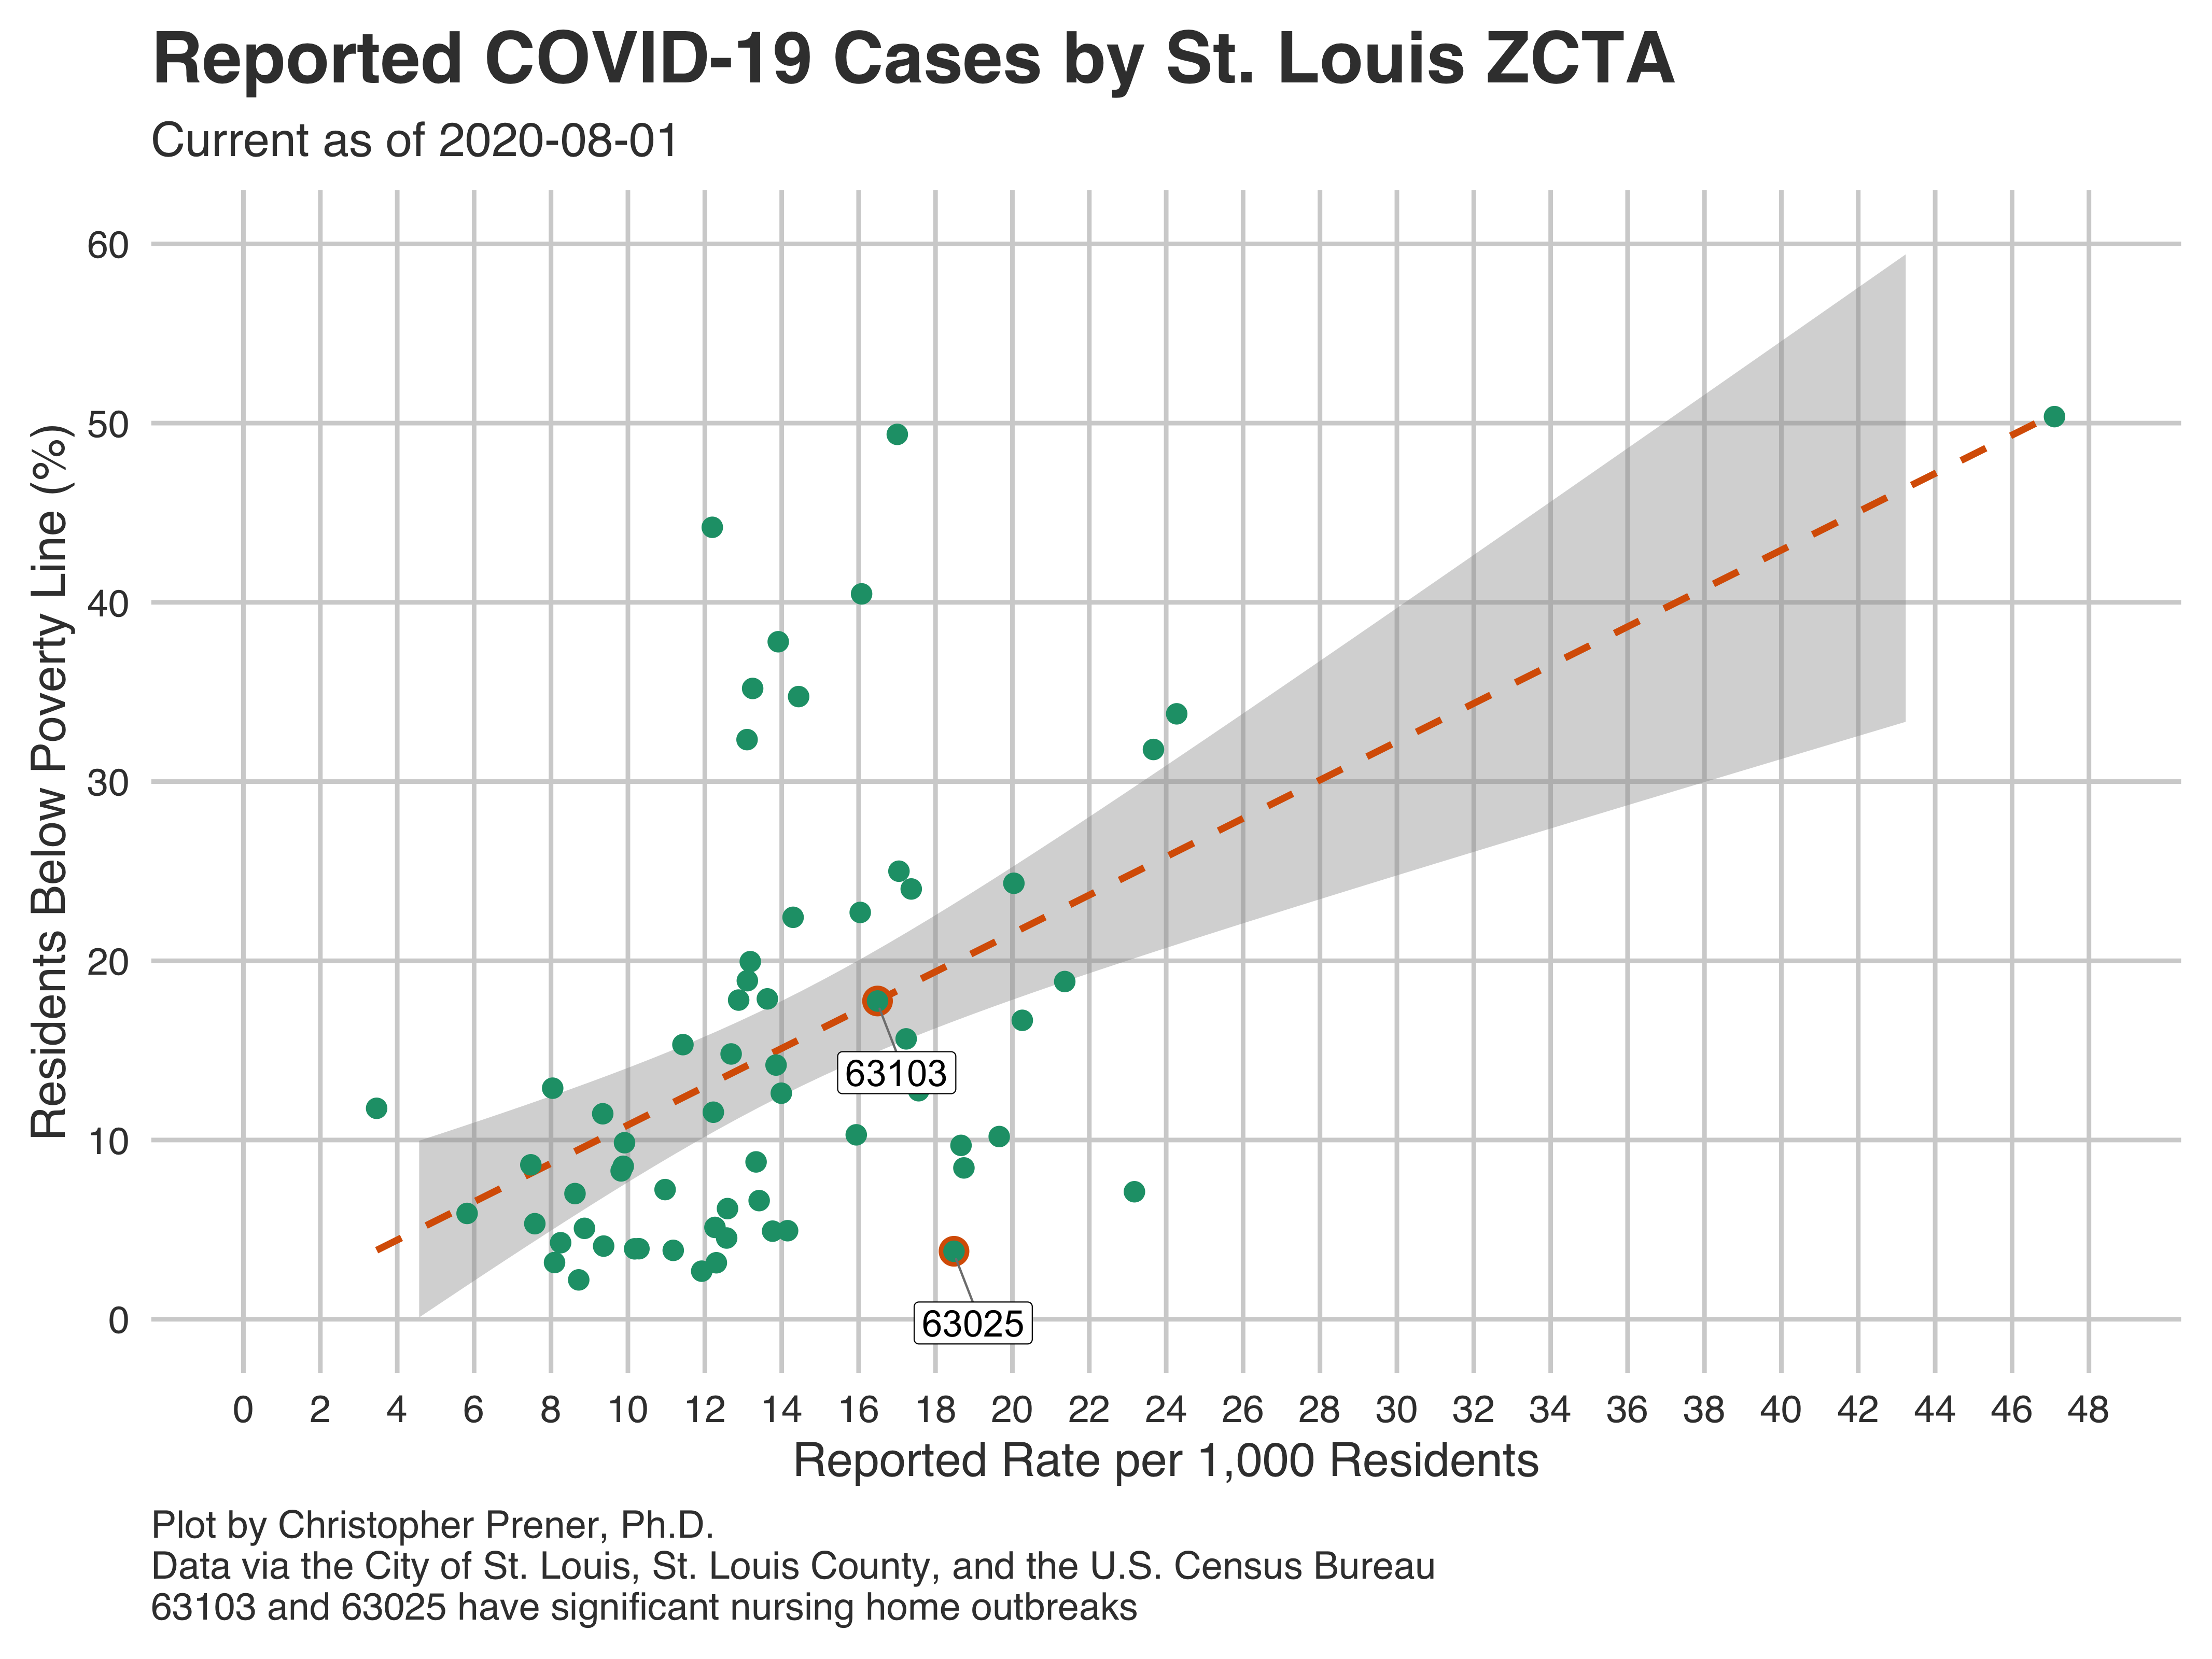 Reported COVID-19 Cases by St. Louis ZCTA
Current as of 2020-08-01
Residents Below Poverty Line (%)
60
50
40
30
20
10
0
63103
63025
0 2 4 6 8 10 12 14 16 18 20 22 24 26 28 30 32 34 36 38 40 42 44 46 48
Reported Rate per 1,000 Residents
Plot by Christopher Prener, Ph.D.
Data via the City of St. Louis, St. Louis County, and the U.S. Census Bureau
63103 and 63025 have significant nursing home outbreaks